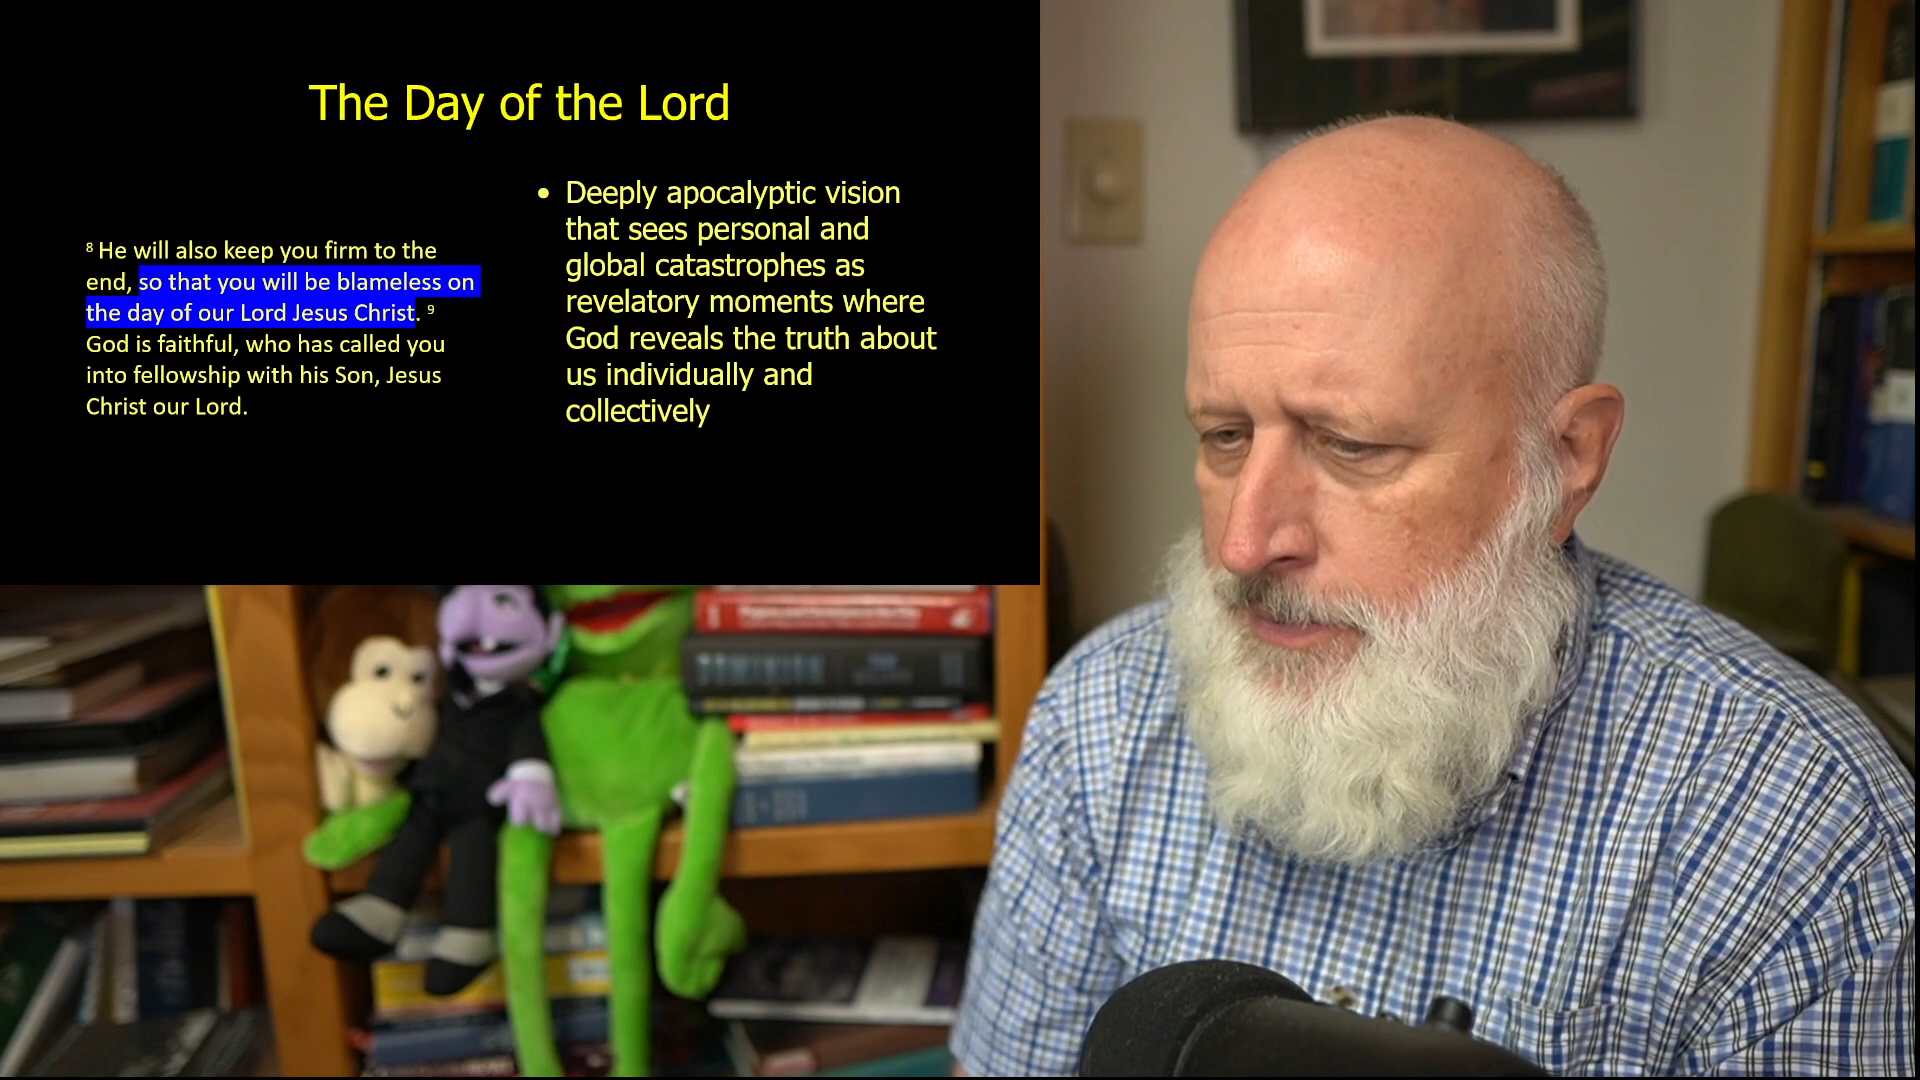 The Day of the Lord
⁸ He will also keep you firm to the
end, so that you will be blameless on
the day of our Lord Jesus Christ. ⁹
God is faithful, who has called you
into fellowship with his Son, Jesus
Christ our Lord.
• Deeply apocalyptic vision
that sees personal and
global catastrophes as
revelatory moments where
God reveals the truth about
us individually and
collectively